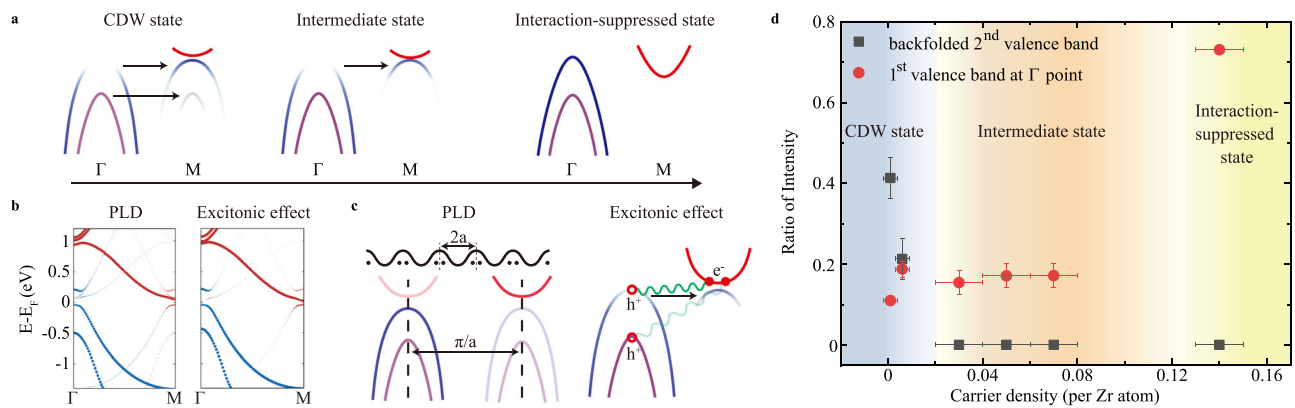 a
CDW state
Intermediate state
Interaction-suppressed state
Γ
M
Γ
M
Γ
M
b
PLD
Excitonic effect
E-E_F (eV)
1
0.5
0
-0.5
-1
Γ
M
Γ
M
c
PLD
Excitonic effect
2a
π/a
e-
h+
h+
d
Ratio of Intensity
0.8
0.6
0.4
0.2
0
backfolded 2nd valence band
1st valence band at Γ point
CDW state
Intermediate state
Interaction-
suppressed
state
0
0.04
0.08
0.12
0.16
Carrier density (per Zr atom)